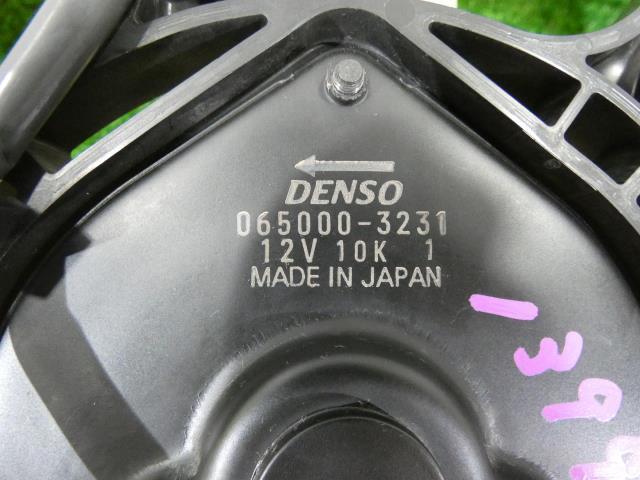 DENSO
065000-3231
12V 10K 1
MADE IN JAPAN